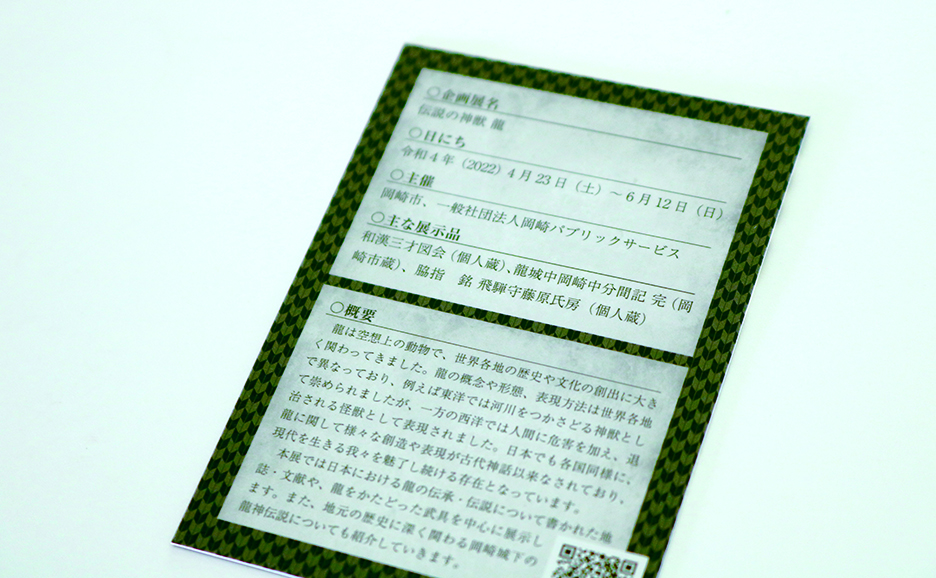 ○企画展名
伝説の神獣 龍
○日にち
令和4年（2022）4月23日（土）～6月12日（日）
○主催
岡崎市、一般社団法人岡崎パブリックサービス
○主な展示品
和漢三才図会（個人蔵）、龍城中岡崎中分間記 完（岡
崎市蔵）、脇指　銘 飛騨守藤原氏房（個人蔵）
○概要
龍は空想上の動物で、世界各地の歴史や文化の創出に大き
く関わってきました。龍の概念や形態、表現方法は世界各地
で異なっており、例えば東洋では河川をつかさどる神獣とし
て崇められましたが、一方の西洋では人間に危害を加え、退
治される怪獣として表現されました。日本でも各国同様に、
龍に関して様々な創造や表現が古代神話以来なされており、
現代を生きる我々を魅了し続ける存在となっています。
本展では日本における龍の伝承・伝説について書かれた地
誌・文献や、龍をかたどった武具を中心に展示し
ます。また、地元の歴史に深く関わる岡崎城下の
龍神伝説についても紹介していきます。